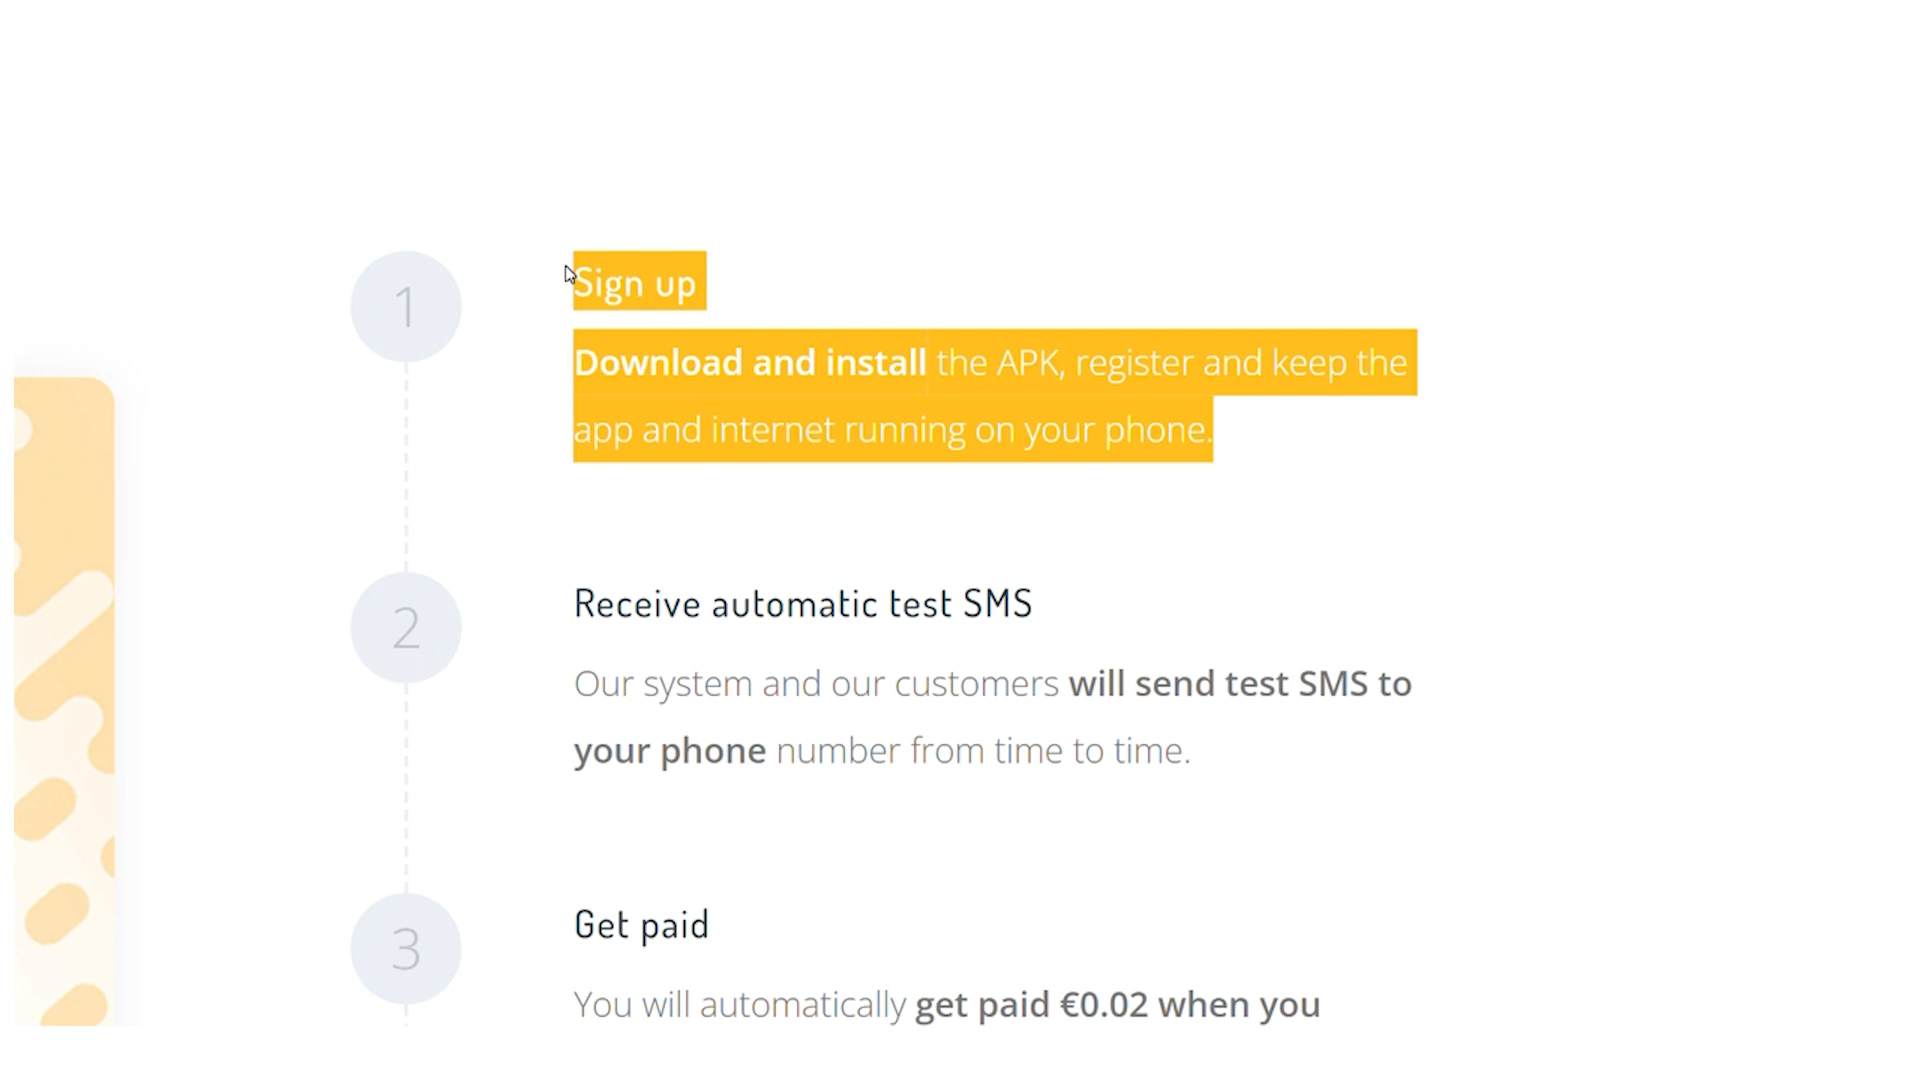 1
Sign up
Download and install the APK, register and keep the
app and internet running on your phone.
2
Receive automatic test SMS
Our system and our customers will send test SMS to
your phone number from time to time.
3
Get paid
You will automatically get paid €0.02 when you